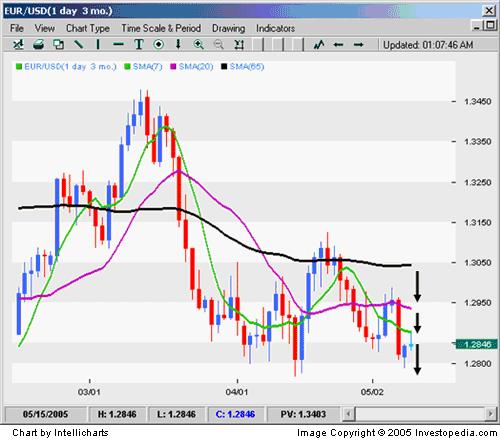 EUR/USD(1 day 3 mo.)
File View Chart Type Time Scale & Period Drawing Indicators
T Updated: 01:07:46 AM
EUR/USD(1 day 3 mo.) SMA(7) SMA(20) SMA(65)
1.3450
1.3250
1.3150
1.3050
1.2950
1.2846
1.2800
03/01 04/01 05/02
05/15/2005 H: 1.2846 L: 1.2846 C: 1.2846 PV: 1.3403
Chart by Intellicharts Image Copyright © 2005 Investopedia.com